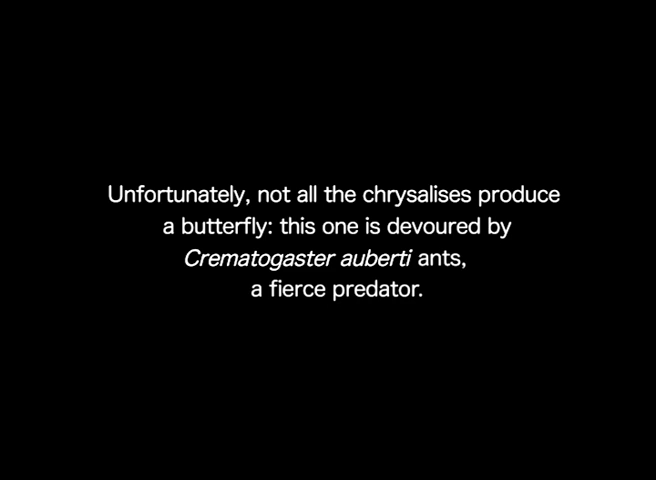 Unfortunately, not all the chrysalises produce
a butterfly: this one is devoured by
Crematogaster auberti ants,
a fierce predator.